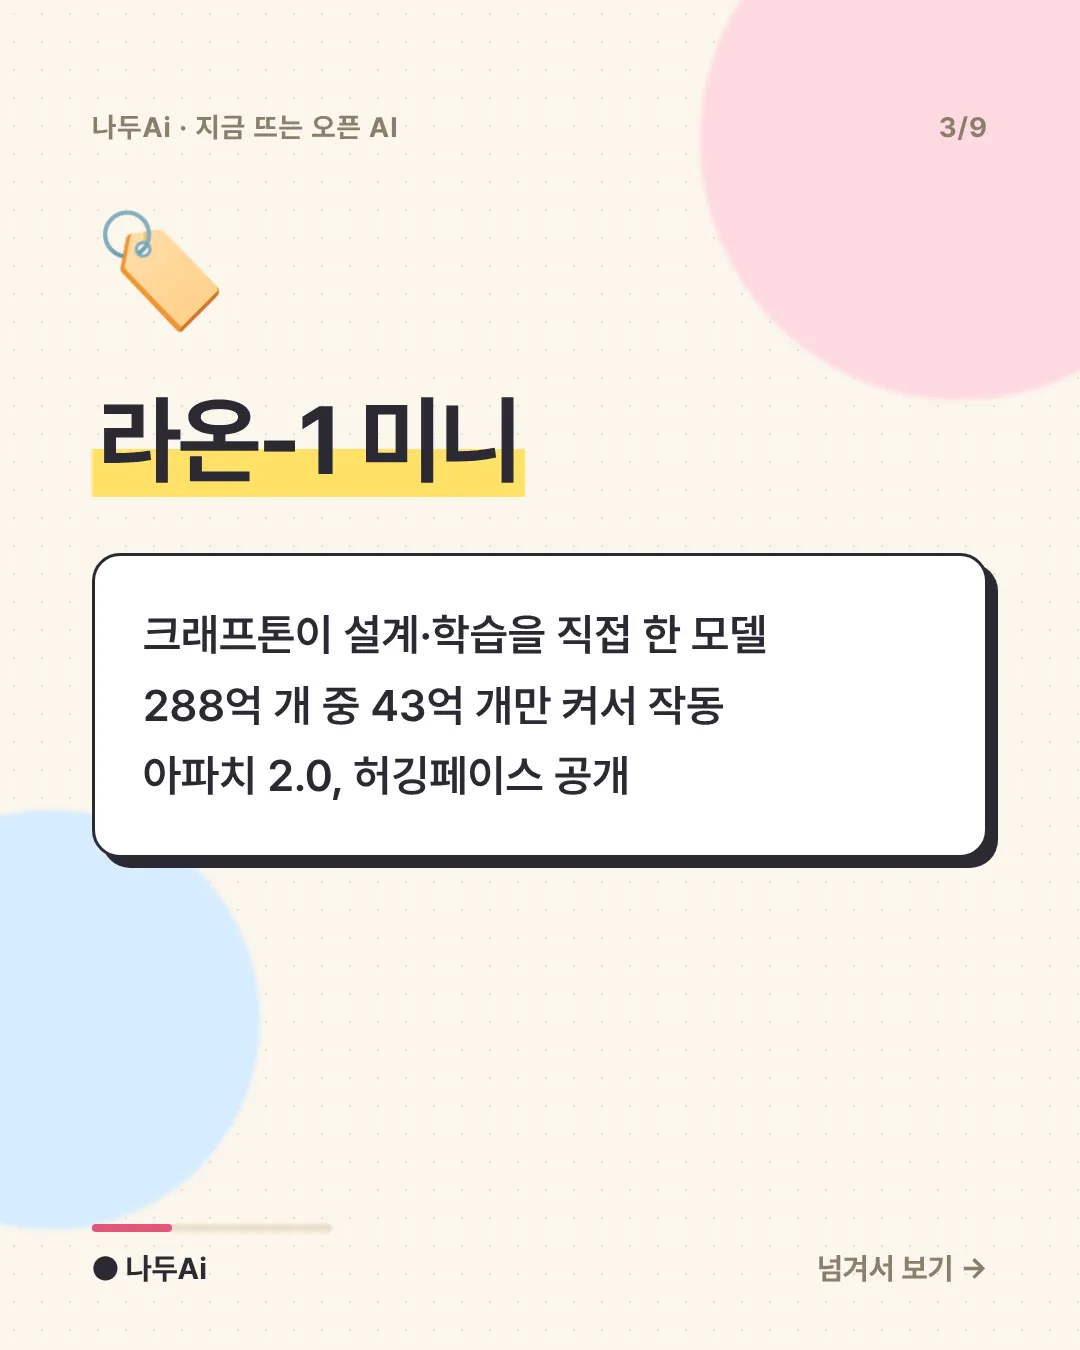 나두Ai · 지금 뜨는 오픈 AI
3/9
라온-1 미니
크래프톤이 설계·학습을 직접 한 모델
288억 개 중 43억 개만 켜서 작동
아파치 2.0, 허깅페이스 공개
나두Ai
넘겨서 보기 →